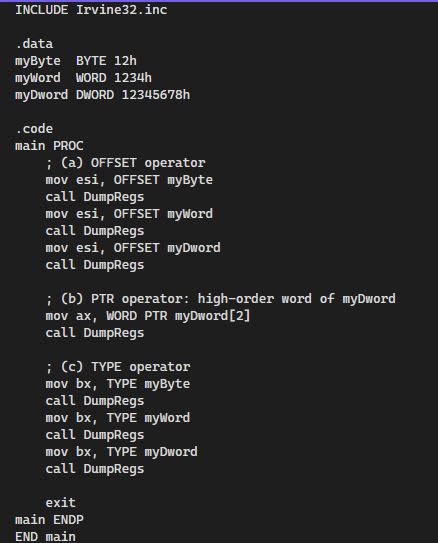 INCLUDE Irvine32.inc

.data
myByte  BYTE 12h
myWord  WORD 1234h
myDword DWORD 12345678h

.code
main PROC
    ; (a) OFFSET operator
    mov esi, OFFSET myByte
    call DumpRegs
    mov esi, OFFSET myWord
    call DumpRegs
    mov esi, OFFSET myDword
    call DumpRegs

    ; (b) PTR operator: high-order word of myDword
    mov ax, WORD PTR myDword[2]
    call DumpRegs

    ; (c) TYPE operator
    mov bx, TYPE myByte
    call DumpRegs
    mov bx, TYPE myWord
    call DumpRegs
    mov bx, TYPE myDword
    call DumpRegs

    exit
main ENDP
END main